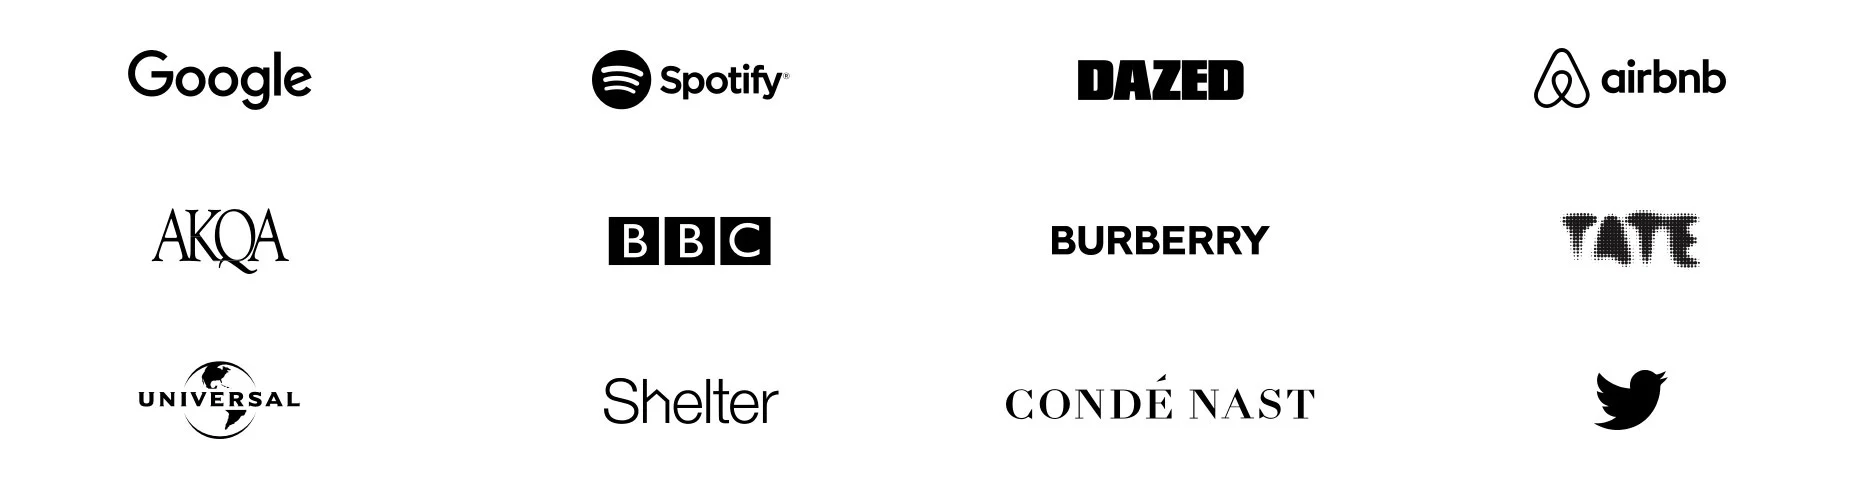 Google Spotify® DAZED airbnb
AKQA BBC BURBERRY TATE
UNIVERSAL Shelter CONDÉ NAST